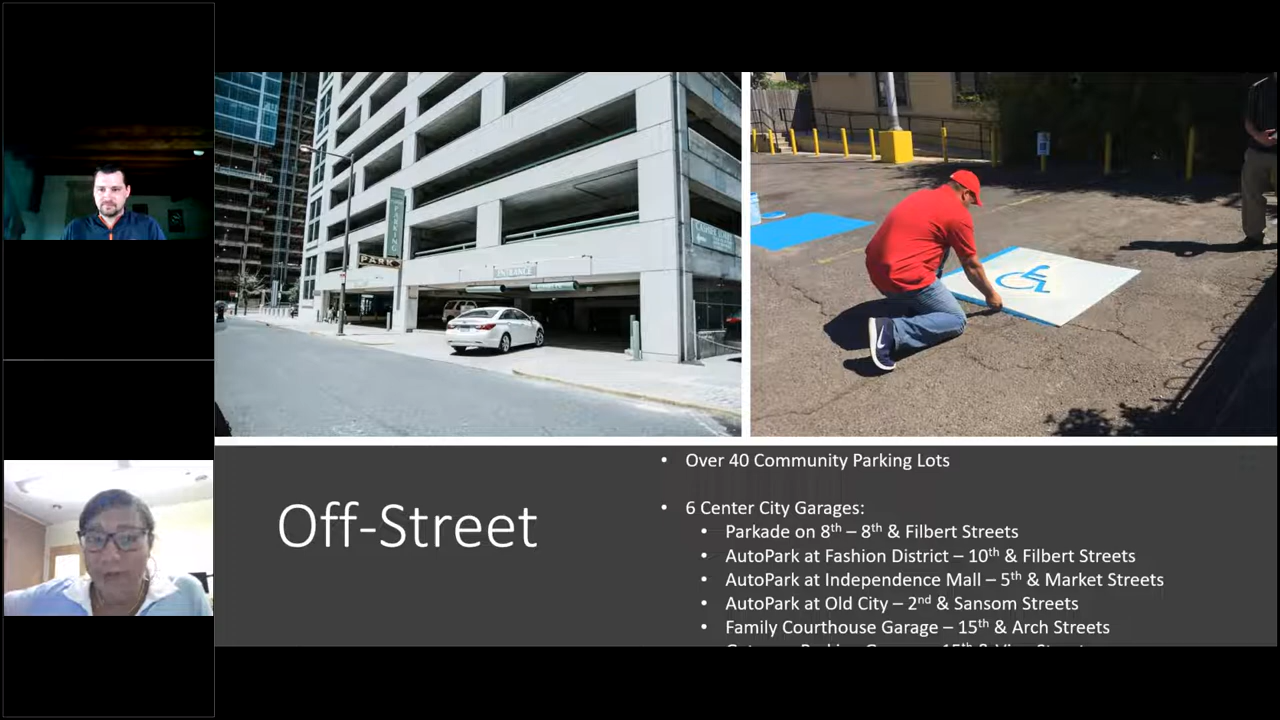 PARKING
PARK
ENTRANCE
Off-Street
• Over 40 Community Parking Lots
• 6 Center City Garages:
• Parkade on 8th – 8th & Filbert Streets
• AutoPark at Fashion District – 10th & Filbert Streets
• AutoPark at Independence Mall – 5th & Market Streets
• AutoPark at Old City – 2nd & Sansom Streets
• Family Courthouse Garage – 15th & Arch Streets